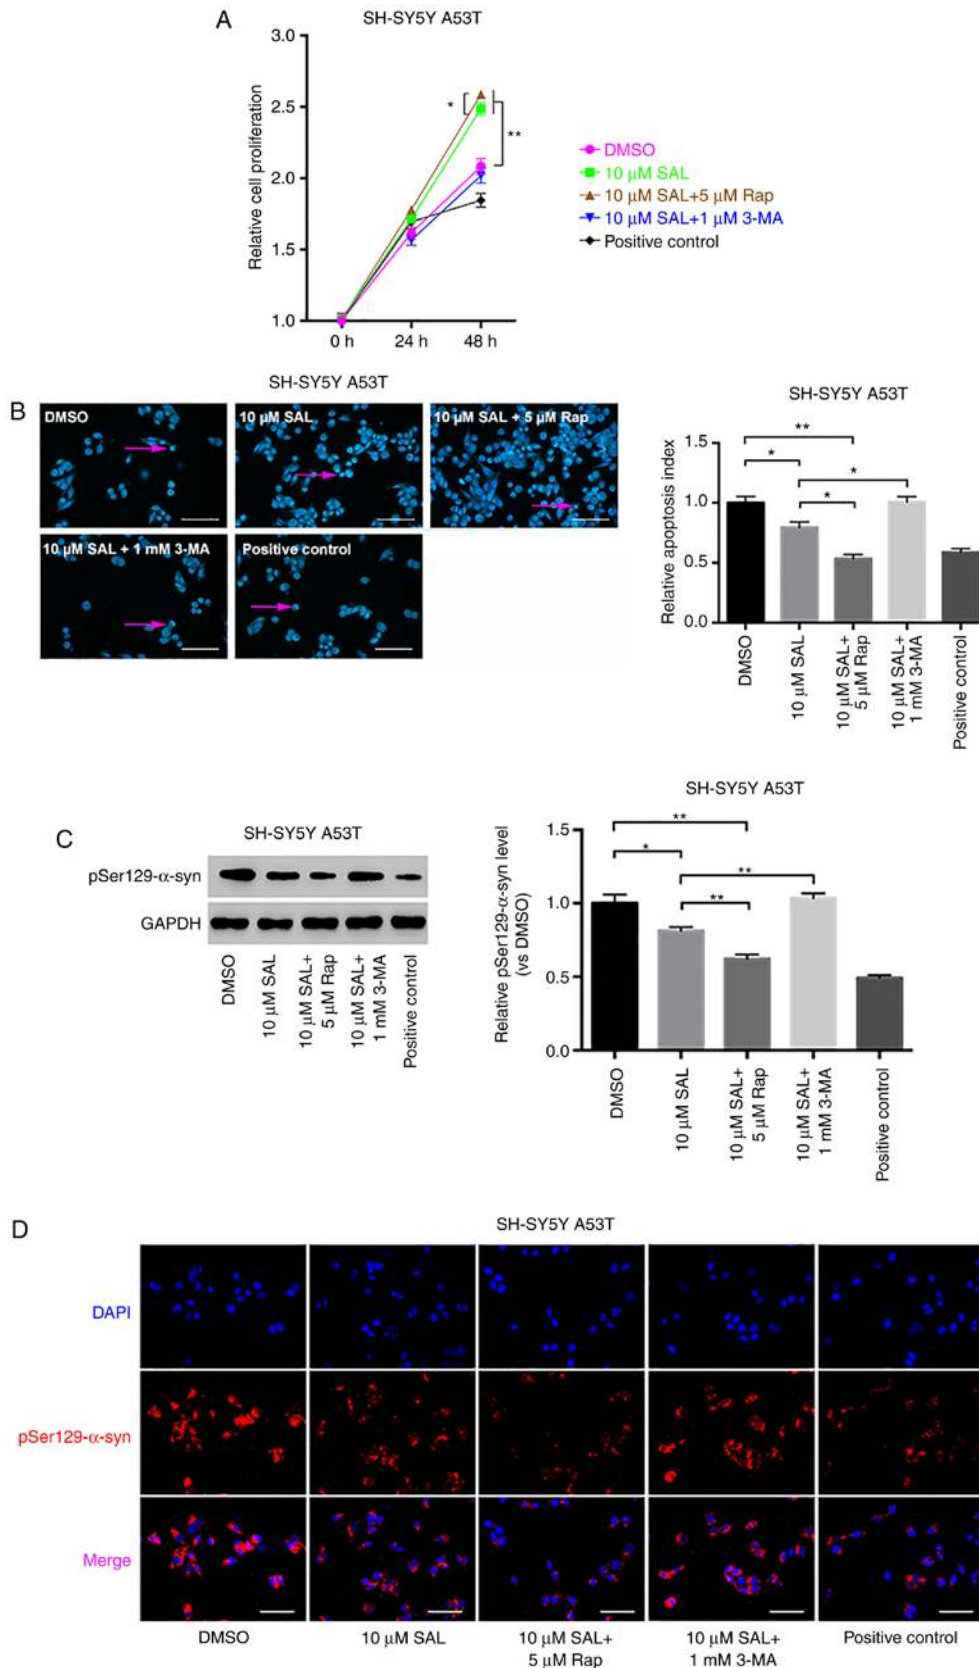 A
SH-SY5Y A53T
Relative cell proliferation
3.0
2.5
2.0
1.5
1.0
0 h
24 h
48 h
*
**
DMSO
10 μM SAL
10 μM SAL+5 μM Rap
10 μM SAL+1 μM 3-MA
Positive control
B
SH-SY5Y A53T
DMSO
10 μM SAL
10 μM SAL + 5 μM Rap
10 μM SAL + 1 mM 3-MA
Positive control
SH-SY5Y A53T
Relative apoptosis index
1.5
1.0
0.5
0.0
**
*
*
*
DMSO
10 μM SAL
10 μM SAL+
5 μM Rap
10 μM SAL+
1 mM 3-MA
Positive control
C
SH-SY5Y A53T
pSer129-α-syn
GAPDH
DMSO
10 μM SAL
10 μM SAL+
5 μM Rap
10 μM SAL+
1 mM 3-MA
Positive control
SH-SY5Y A53T
Relative pSer129-α-syn level
(vs DMSO)
1.5
1.0
0.5
0.0
**
*
**
**
DMSO
10 μM SAL
10 μM SAL+
5 μM Rap
10 μM SAL+
1 mM 3-MA
Positive control
D
SH-SY5Y A53T
DAPI
pSer129-α-syn
Merge
DMSO
10 μM SAL
10 μM SAL+
5 μM Rap
10 μM SAL+
1 mM 3-MA
Positive control